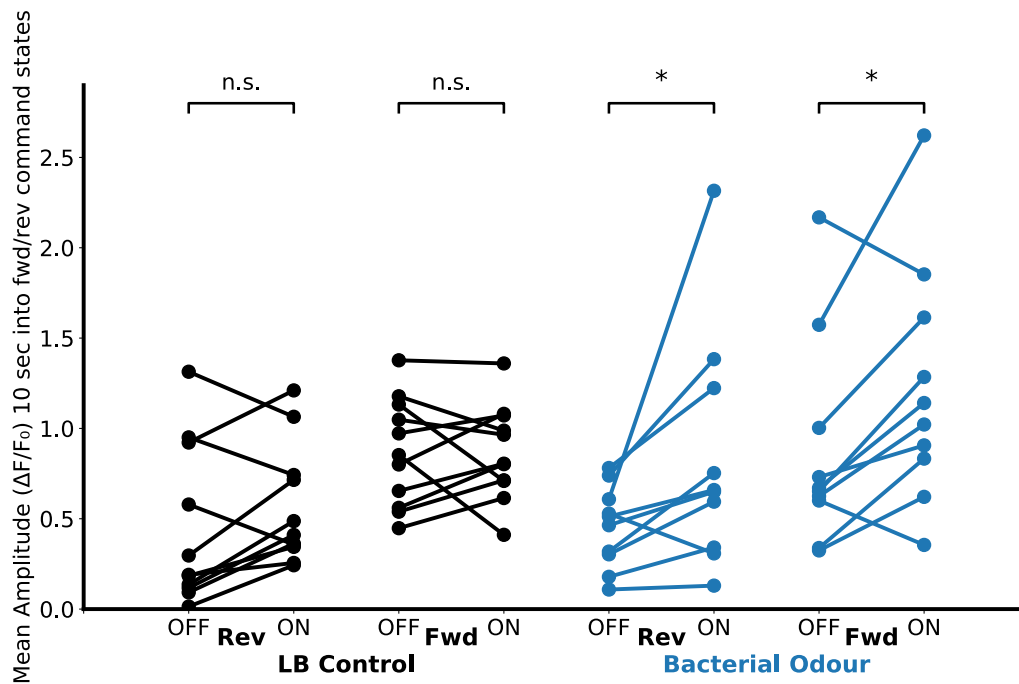 Mean Amplitude (ΔF/F₀) 10 sec into fwd/rev command states
n.s. n.s. * *
2.5
2.0
1.5
1.0
0.5
0.0
OFF ON OFF ON OFF ON OFF ON
Rev Fwd Rev Fwd
LB Control Bacterial Odour